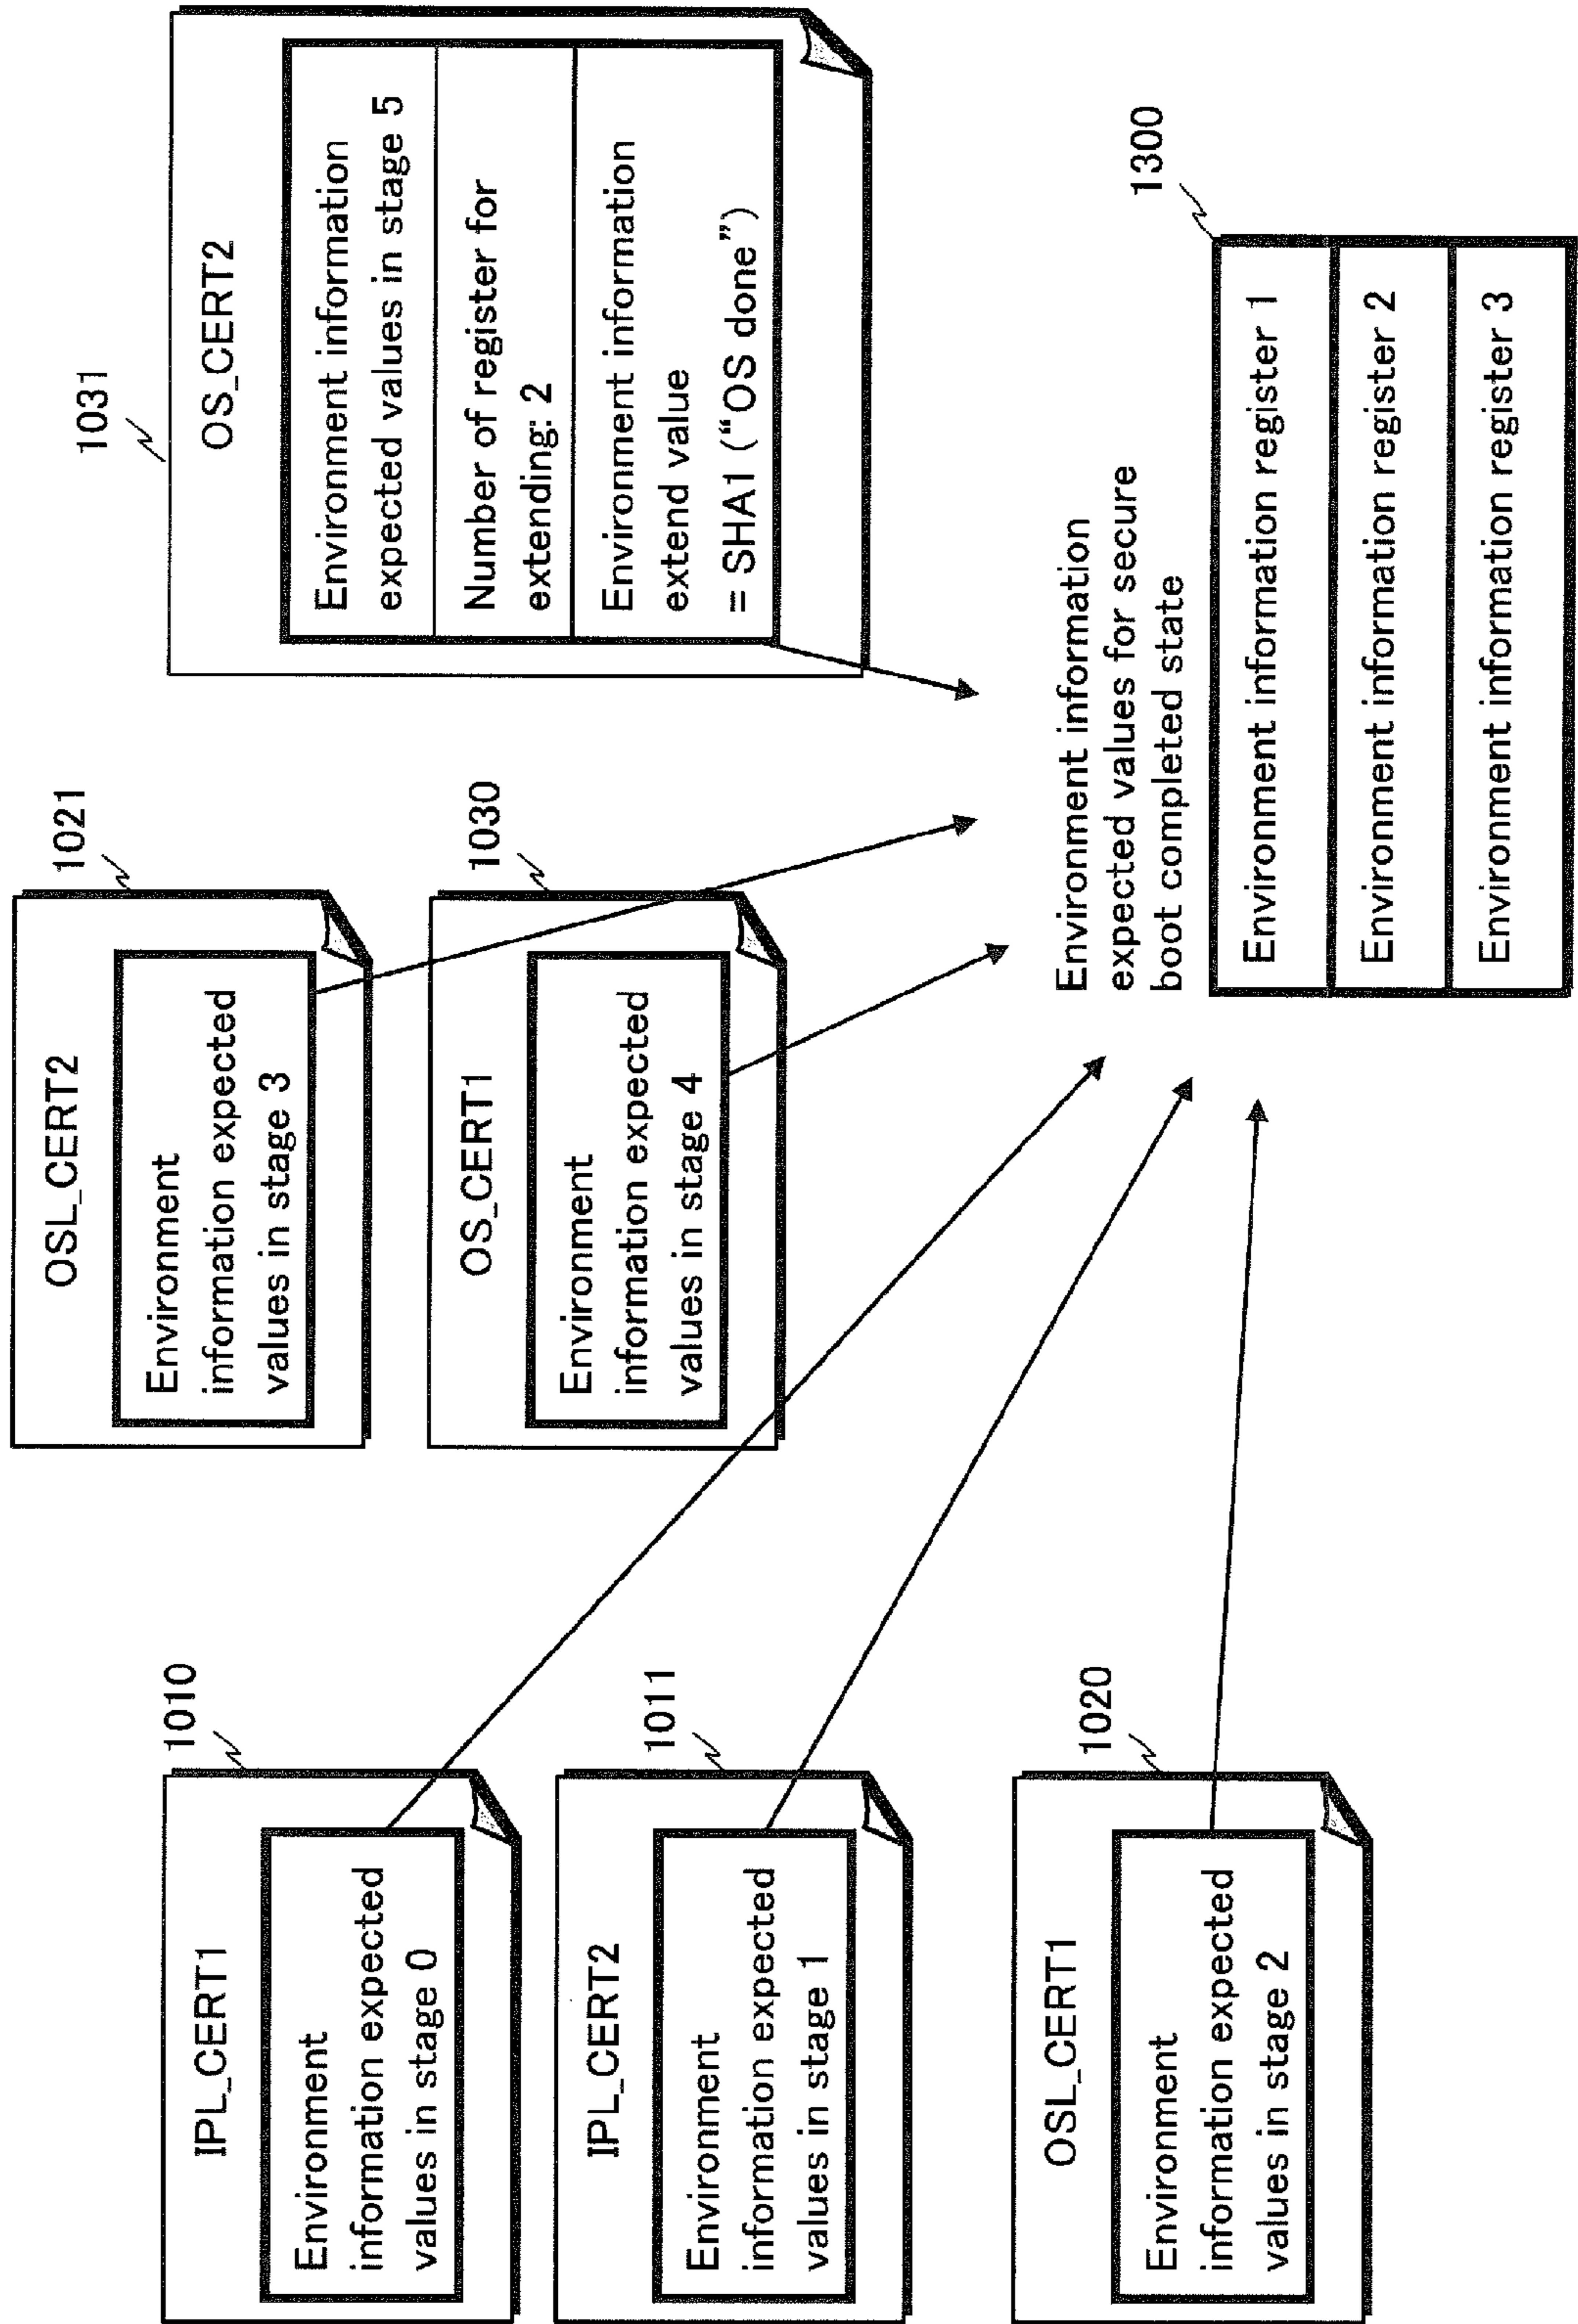 1010
IPL_CERT1
Environment
information expected
values in stage 0
1011
IPL_CERT2
Environment
information expected
values in stage 1
1020
OSL_CERT1
Environment
information expected
values in stage 2
1021
OSL_CERT2
Environment
information expected
values in stage 3
1030
OS_CERT1
Environment
information expected
values in stage 4
1031
OS_CERT2
Environment information
expected values in stage 5
Number of register for
extending: 2
Environment information
extend value
= SHA1 (“OS done”)
Environment information
expected values for secure
boot completed state
1300
Environment information register 1
Environment information register 2
Environment information register 3